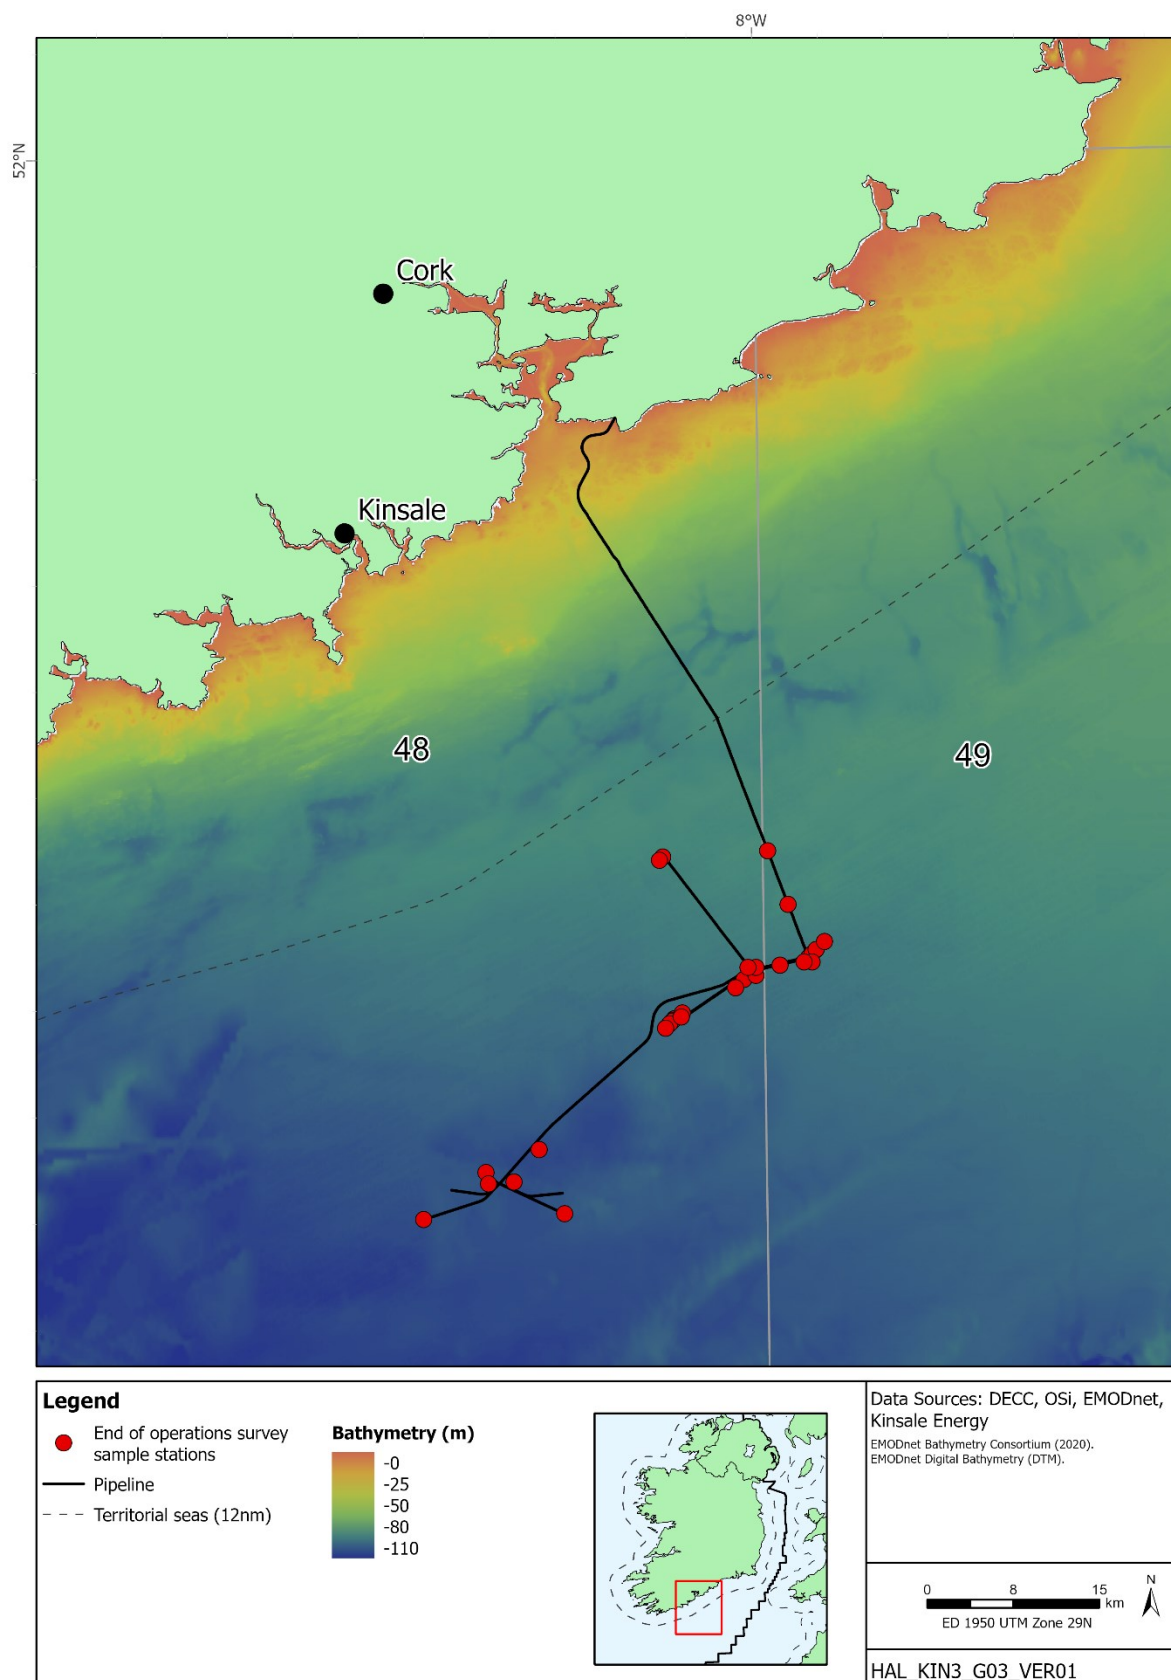 8°W
52°N
Cork
Kinsale
48
49
Legend
End of operations survey
sample stations
Pipeline
Territorial seas (12nm)
Bathymetry (m)
-0
-25
-50
-80
-110
Data Sources: DECC, OSi, EMODnet,
Kinsale Energy
EMODnet Bathymetry Consortium (2020).
EMODnet Digital Bathymetry (DTM).
0 8 15 km
N
ED 1950 UTM Zone 29N
HAL_KIN3_G03_VER01